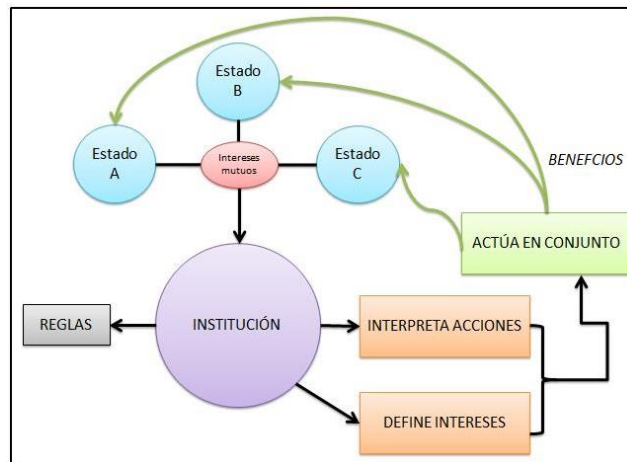 Estado
B
Estado
A
Intereses
mutuos
Estado
C
BENEFCIOS
ACTÚA EN CONJUNTO
REGLAS
INSTITUCIÓN
INTERPRETA ACCIONES
DEFINE INTERESES